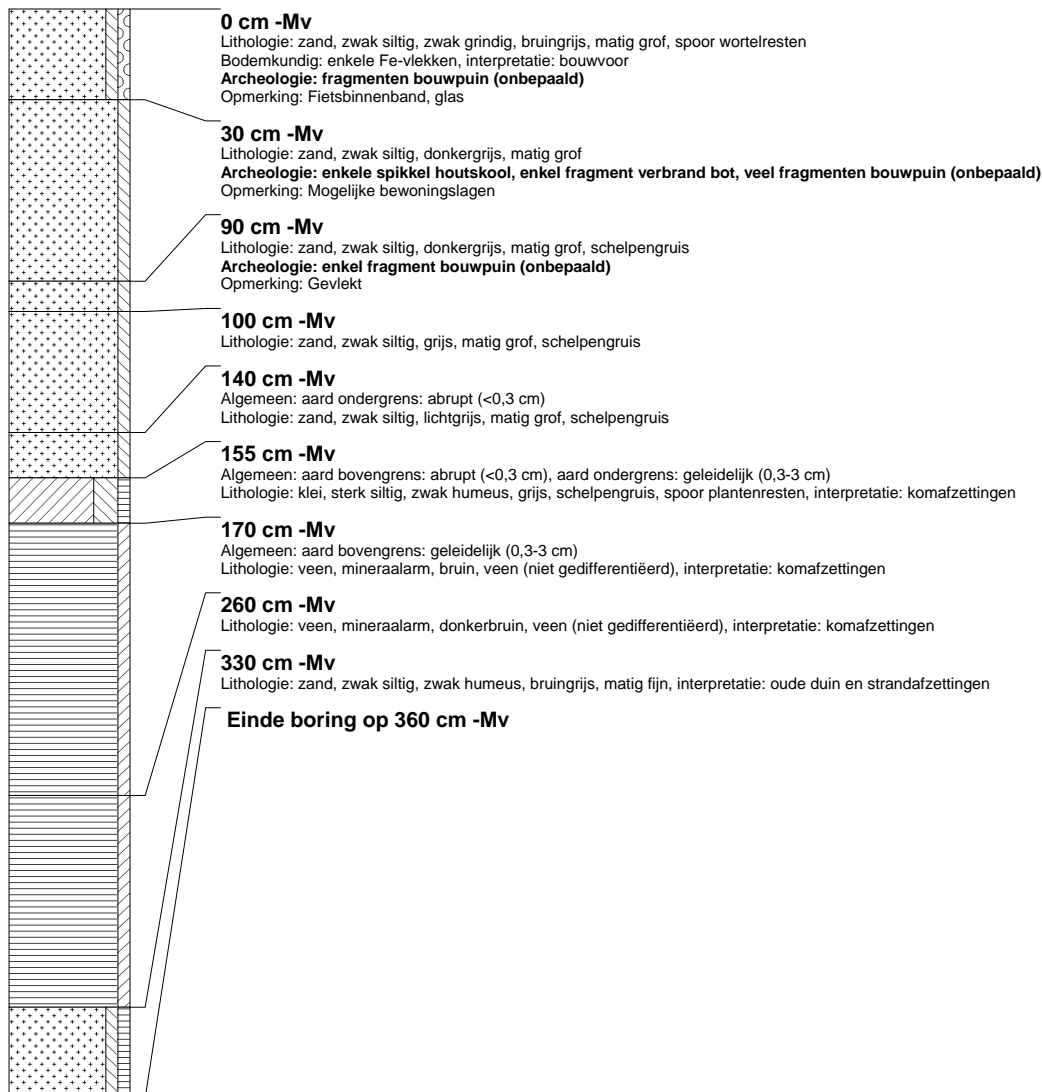 0 cm -Mv
Lithologie: zand, zwak siltig, zwak grindig, bruingrijs, matig grof, spoor wortelresten
Bodemkundig: enkele Fe-vlekken, interpretatie: bouwvoor
Archeologie: fragmenten bouwpuin (onbepaald)
Opmerking: Fietsbinnenband, glas
30 cm -Mv
Lithologie: zand, zwak siltig, donkergrijs, matig grof
Archeologie: enkele spikkel houtskool, enkel fragment verbrand bot, veel fragmenten bouwpuin (onbepaald)
Opmerking: Mogelijke bewoningslagen
90 cm -Mv
Lithologie: zand, zwak siltig, donkergrijs, matig grof, schelpengruis
Archeologie: enkel fragment bouwpuin (onbepaald)
Opmerking: Gevlekt
100 cm -Mv
Lithologie: zand, zwak siltig, grijs, matig grof, schelpengruis
140 cm -Mv
Algemeen: aard ondergrens: abrupt (<0,3 cm)
Lithologie: zand, zwak siltig, lichtgrijs, matig grof, schelpengruis
155 cm -Mv
Algemeen: aard bovengrens: abrupt (<0,3 cm), aard ondergrens: geleidelijk (0,3-3 cm)
Lithologie: klei, sterk siltig, zwak humeus, grijs, schelpengruis, spoor plantenresten, interpretatie: komafzettingen
170 cm -Mv
Algemeen: aard bovengrens: geleidelijk (0,3-3 cm)
Lithologie: veen, mineraalarm, bruin, veen (niet gedifferentiëerd), interpretatie: komafzettingen
260 cm -Mv
Lithologie: veen, mineraalarm, donkerbruin, veen (niet gedifferentiëerd), interpretatie: komafzettingen
330 cm -Mv
Lithologie: zand, zwak siltig, zwak humeus, bruingrijs, matig fijn, interpretatie: oude duin en strandafzettingen
Einde boring op 360 cm -Mv